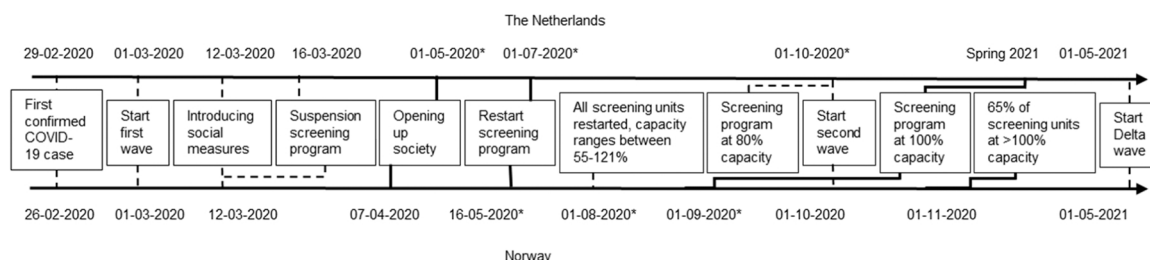 The Netherlands
29-02-2020 01-03-2020 12-03-2020 16-03-2020 01-05-2020* 01-07-2020* 01-10-2020* Spring 2021 01-05-2021
First
confirmed
COVID-
19 case
Start
first
wave
Introducing
social
measures
Suspension
screening
program
Opening
up
society
Restart
screening
program
All screening units
restarted, capacity
ranges between
55-121%
Screening
program
at 80%
capacity
Start
second
wave
Screening
program
at 100%
capacity
65% of
screening units
at >100%
capacity
Start
Delta
wave
26-02-2020 01-03-2020 12-03-2020 07-04-2020 16-05-2020* 01-08-2020* 01-09-2020* 01-10-2020 01-11-2020 01-05-2021
Norway